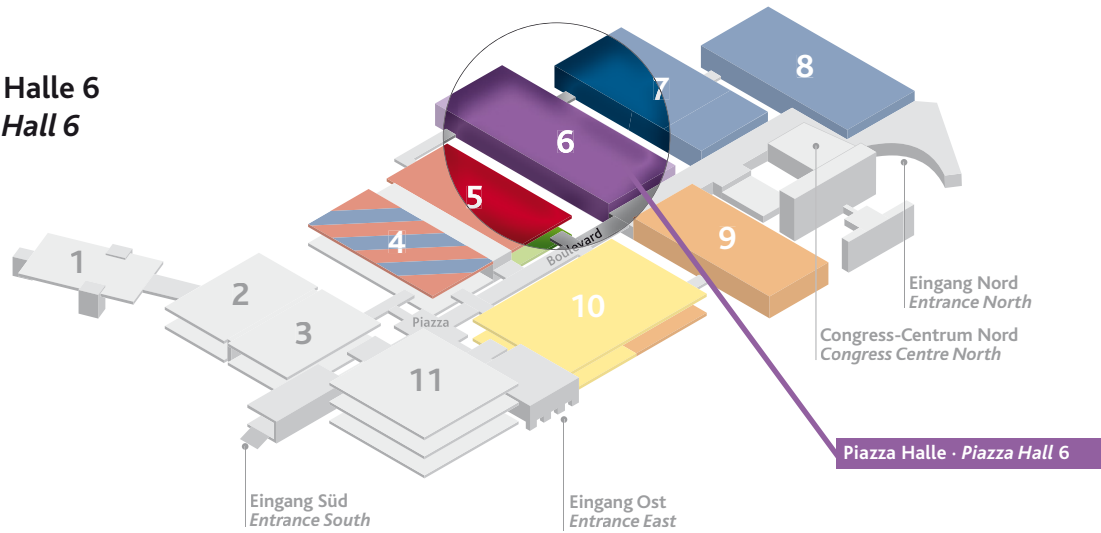 Halle 6
Hall 6
8
7
6
5
4
9
Boulevard
1
2
3
10
Piazza
11
Eingang Nord
Entrance North
Congress-Centrum Nord
Congress Centre North
Piazza Halle · Piazza Hall 6
Eingang Süd
Entrance South
Eingang Ost
Entrance East